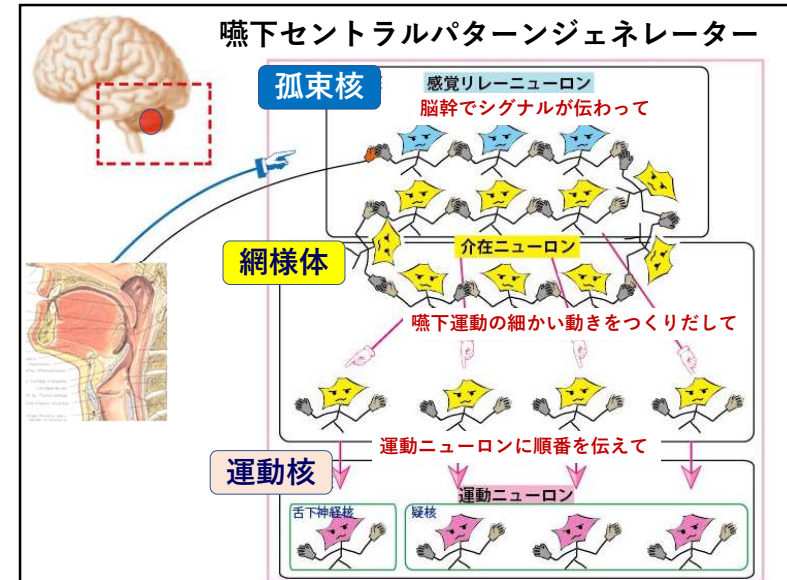 嚥下セントラルパターンジェネレーター
孤束核
感覚リレーニューロン
脳幹でシグナルが伝わって
網様体
介在ニューロン
嚥下運動の細かい動きをつくりだして
運動ニューロンに順番を伝えて
運動核
運動ニューロン
舌下神経核
疑核